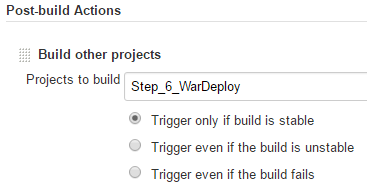 Post-build Actions
Build other projects
Projects to build
Step_6_WarDeploy
Trigger only if build is stable
Trigger even if the build is unstable
Trigger even if the build fails